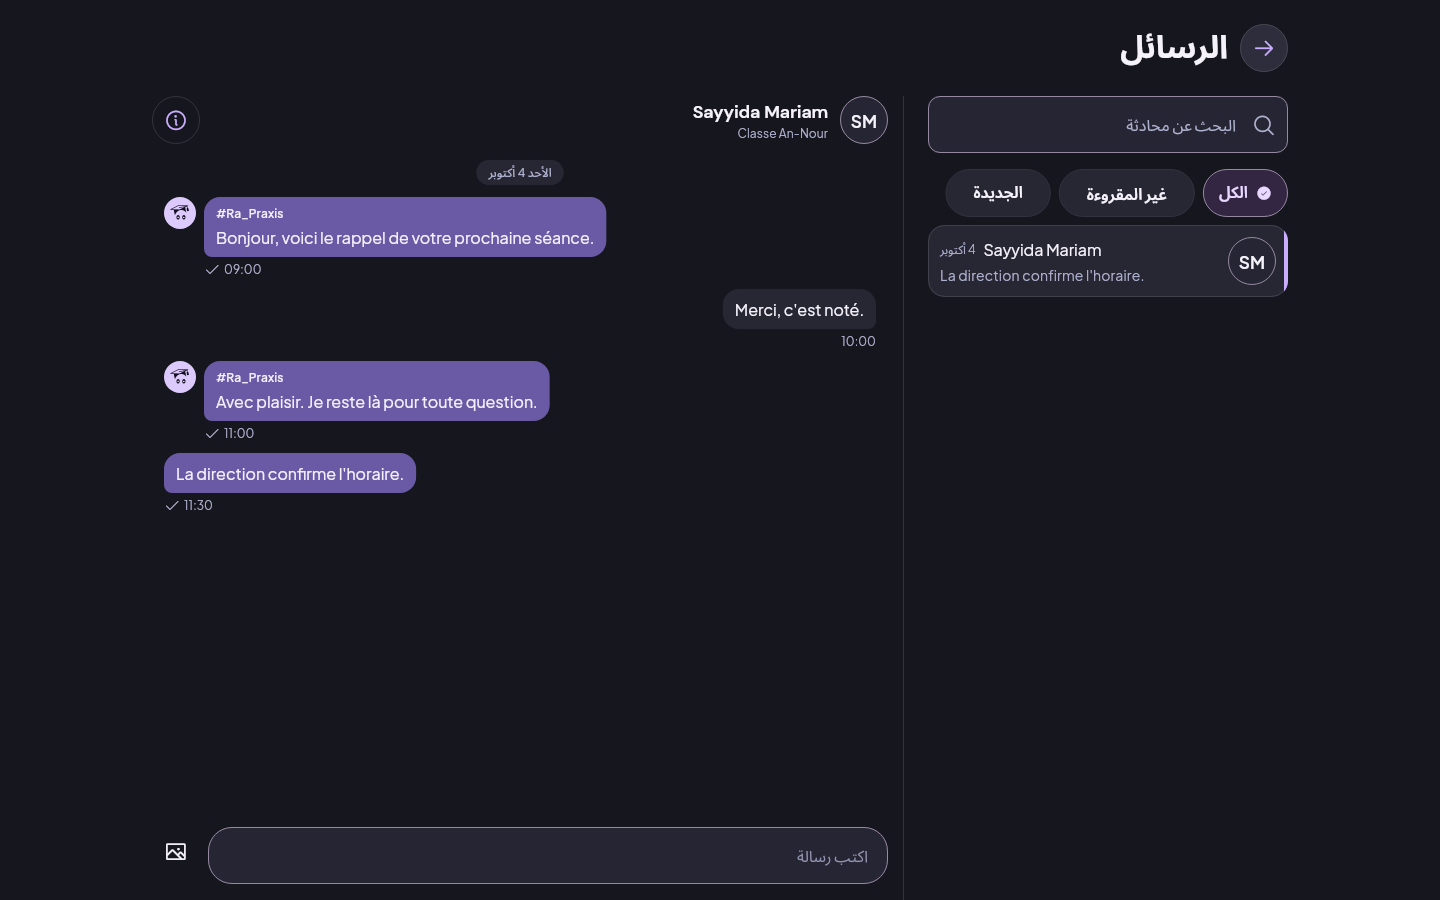 الرسائل
البحث عن محادثة
الكل
غير المقروءة
الجديدة
SM
Sayyida Mariam
4 أكتوبر
La direction confirme l'horaire.
SM
Sayyida Mariam
Classe An-Nour
الأحد 4 أكتوبر
#Ra_Praxis
Bonjour, voici le rappel de votre prochaine séance.
09:00
Merci, c'est noté.
10:00
#Ra_Praxis
Avec plaisir. Je reste là pour toute question.
11:00
La direction confirme l'horaire.
11:30
اكتب رسالة